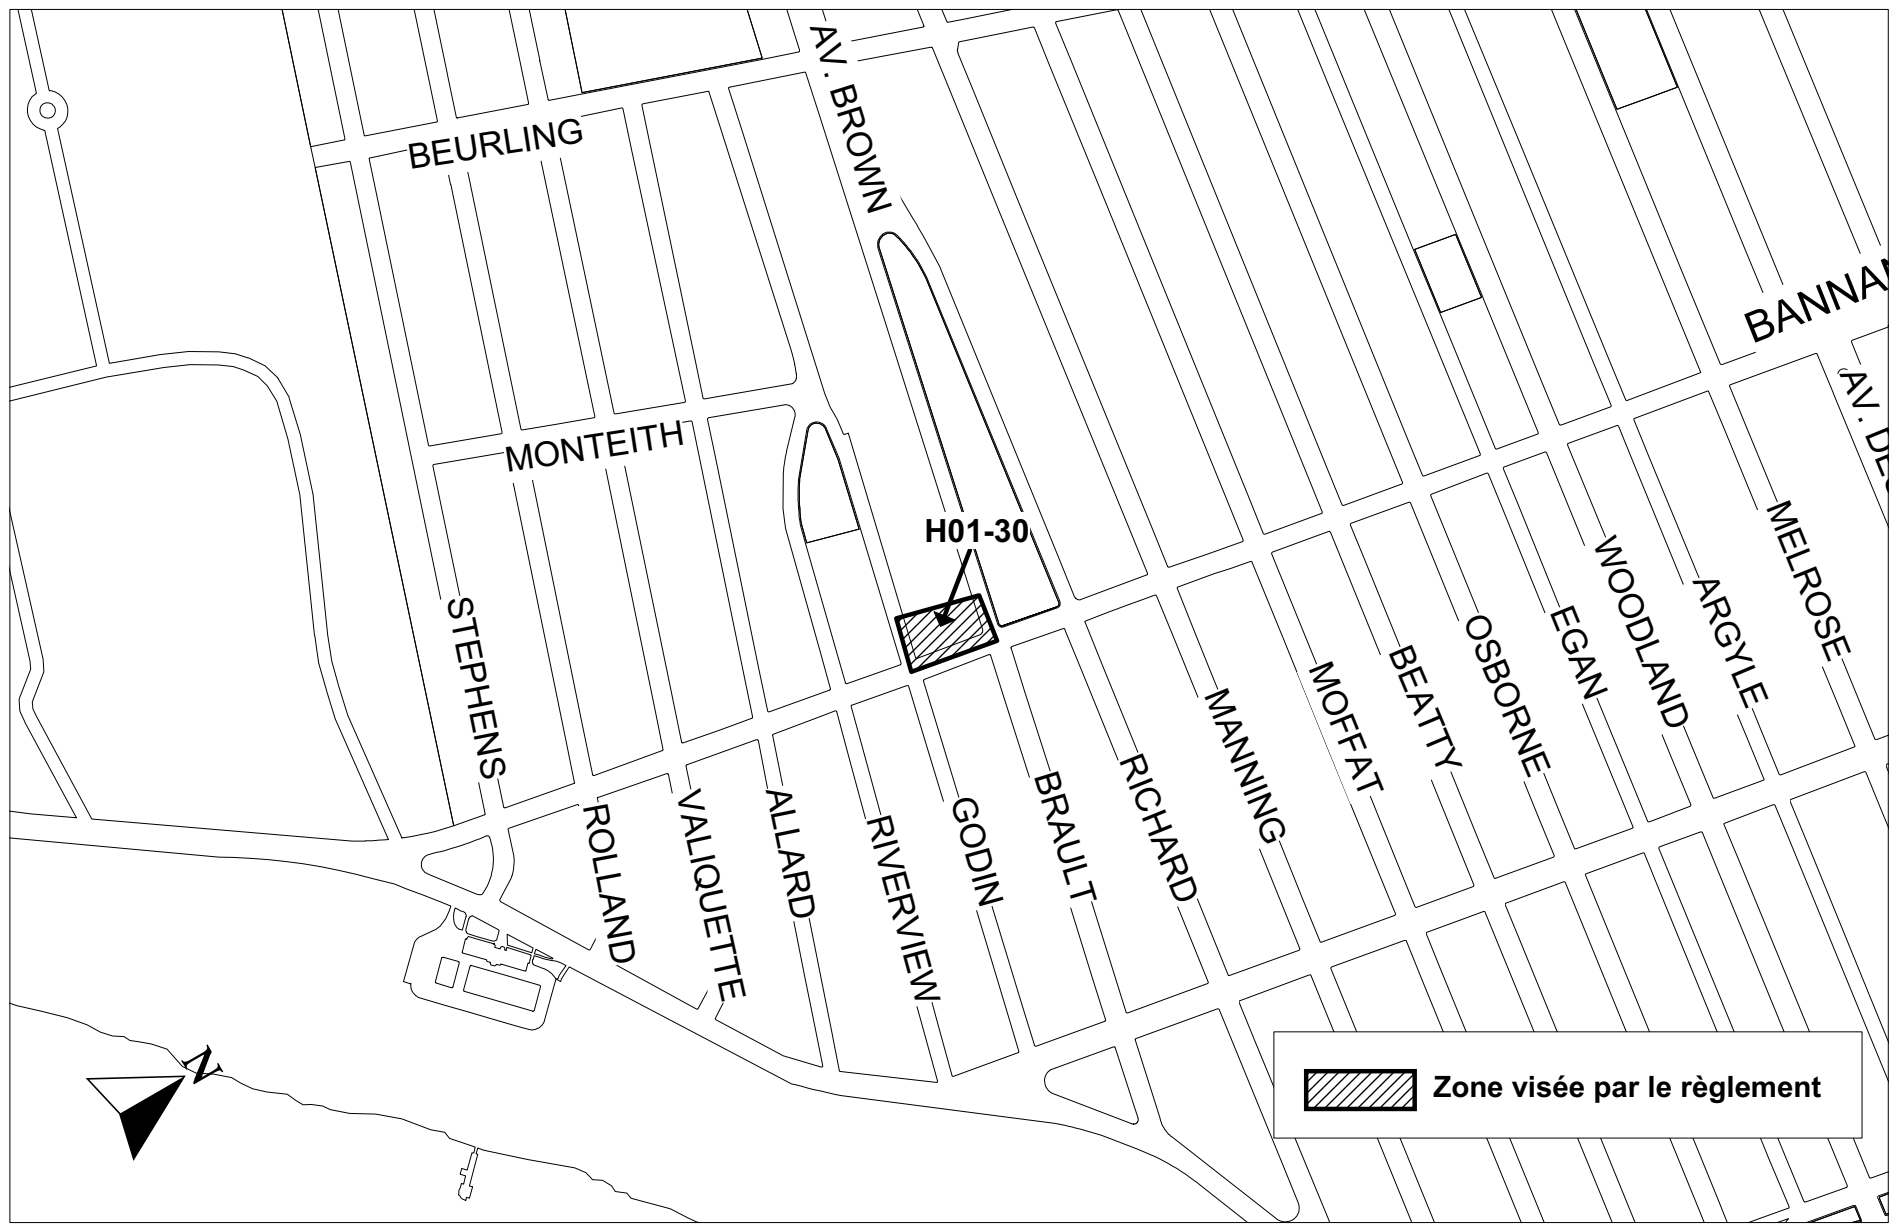 AV. BROWN
BEURLING
BANNAN
AV. DES
MONTEITH
H01-30
MELROSE
WOODLAND
ARGYLE
EGAN
OSBORNE
BEATTY
MOFFAT
MANNING
STEPHENS
RICHARD
BRAULT
GODIN
RIVERVIEW
ALLARD
VALIQUETTE
ROLLAND
N
Zone visée par le règlement